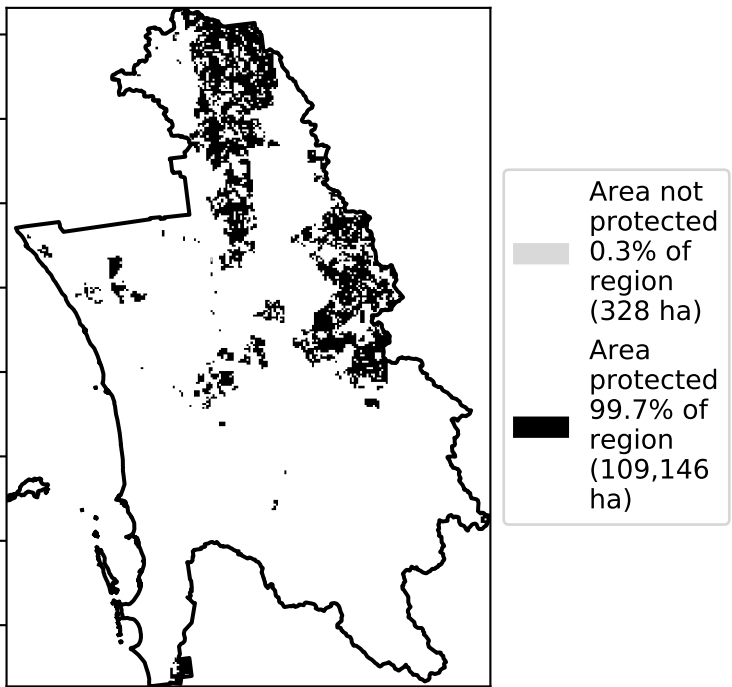 Area not
protected
0.3% of
region
(328 ha)
Area
protected
99.7% of
region
(109,146
ha)